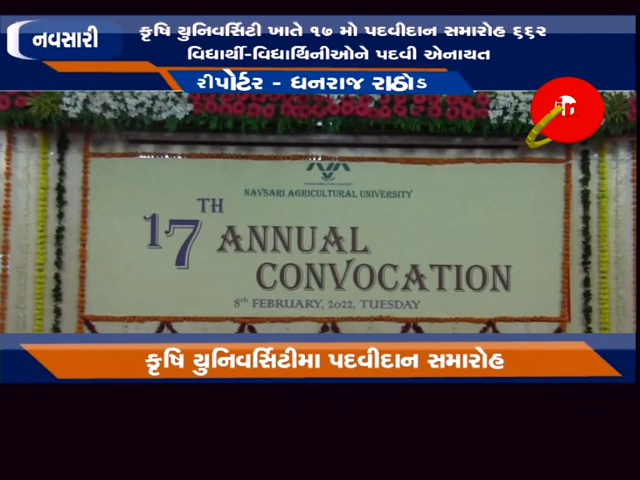 નવસારી
કૃષિ યુનિવર્સિટી ખાતે ૧૭ મો પદવીદાન સમારોહ ૬૬૨
વિદ્યાર્થી-વિદ્યાર્થિનીઓને પદવી એનાયત
રીપોર્ટર - ધનરાજ રાઠોડ
NAVSARI AGRICULTURAL UNIVERSITY
17TH ANNUAL
CONVOCATION
8th FEBRUARY, 2022, TUESDAY
કૃષિ યુનિવર્સિટીમા પદવીદાન સમારોહ